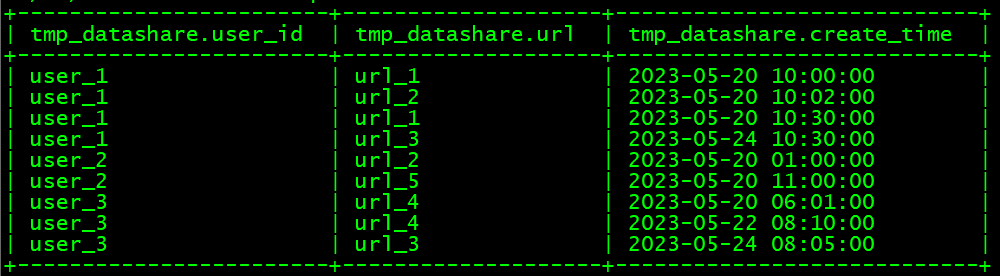 +--------------------------+---------------------+-----------------------------+
| tmp_datashare.user_id | tmp_datashare.url | tmp_datashare.create_time |
+--------------------------+---------------------+-----------------------------+
| user_1 | url_1 | 2023-05-20 10:00:00 |
| user_1 | url_2 | 2023-05-20 10:02:00 |
| user_1 | url_1 | 2023-05-20 10:30:00 |
| user_1 | url_3 | 2023-05-24 10:30:00 |
| user_2 | url_2 | 2023-05-20 01:00:00 |
| user_2 | url_5 | 2023-05-20 11:00:00 |
| user_3 | url_4 | 2023-05-20 06:01:00 |
| user_3 | url_4 | 2023-05-22 08:10:00 |
| user_3 | url_3 | 2023-05-24 08:05:00 |
+--------------------------+---------------------+-----------------------------+